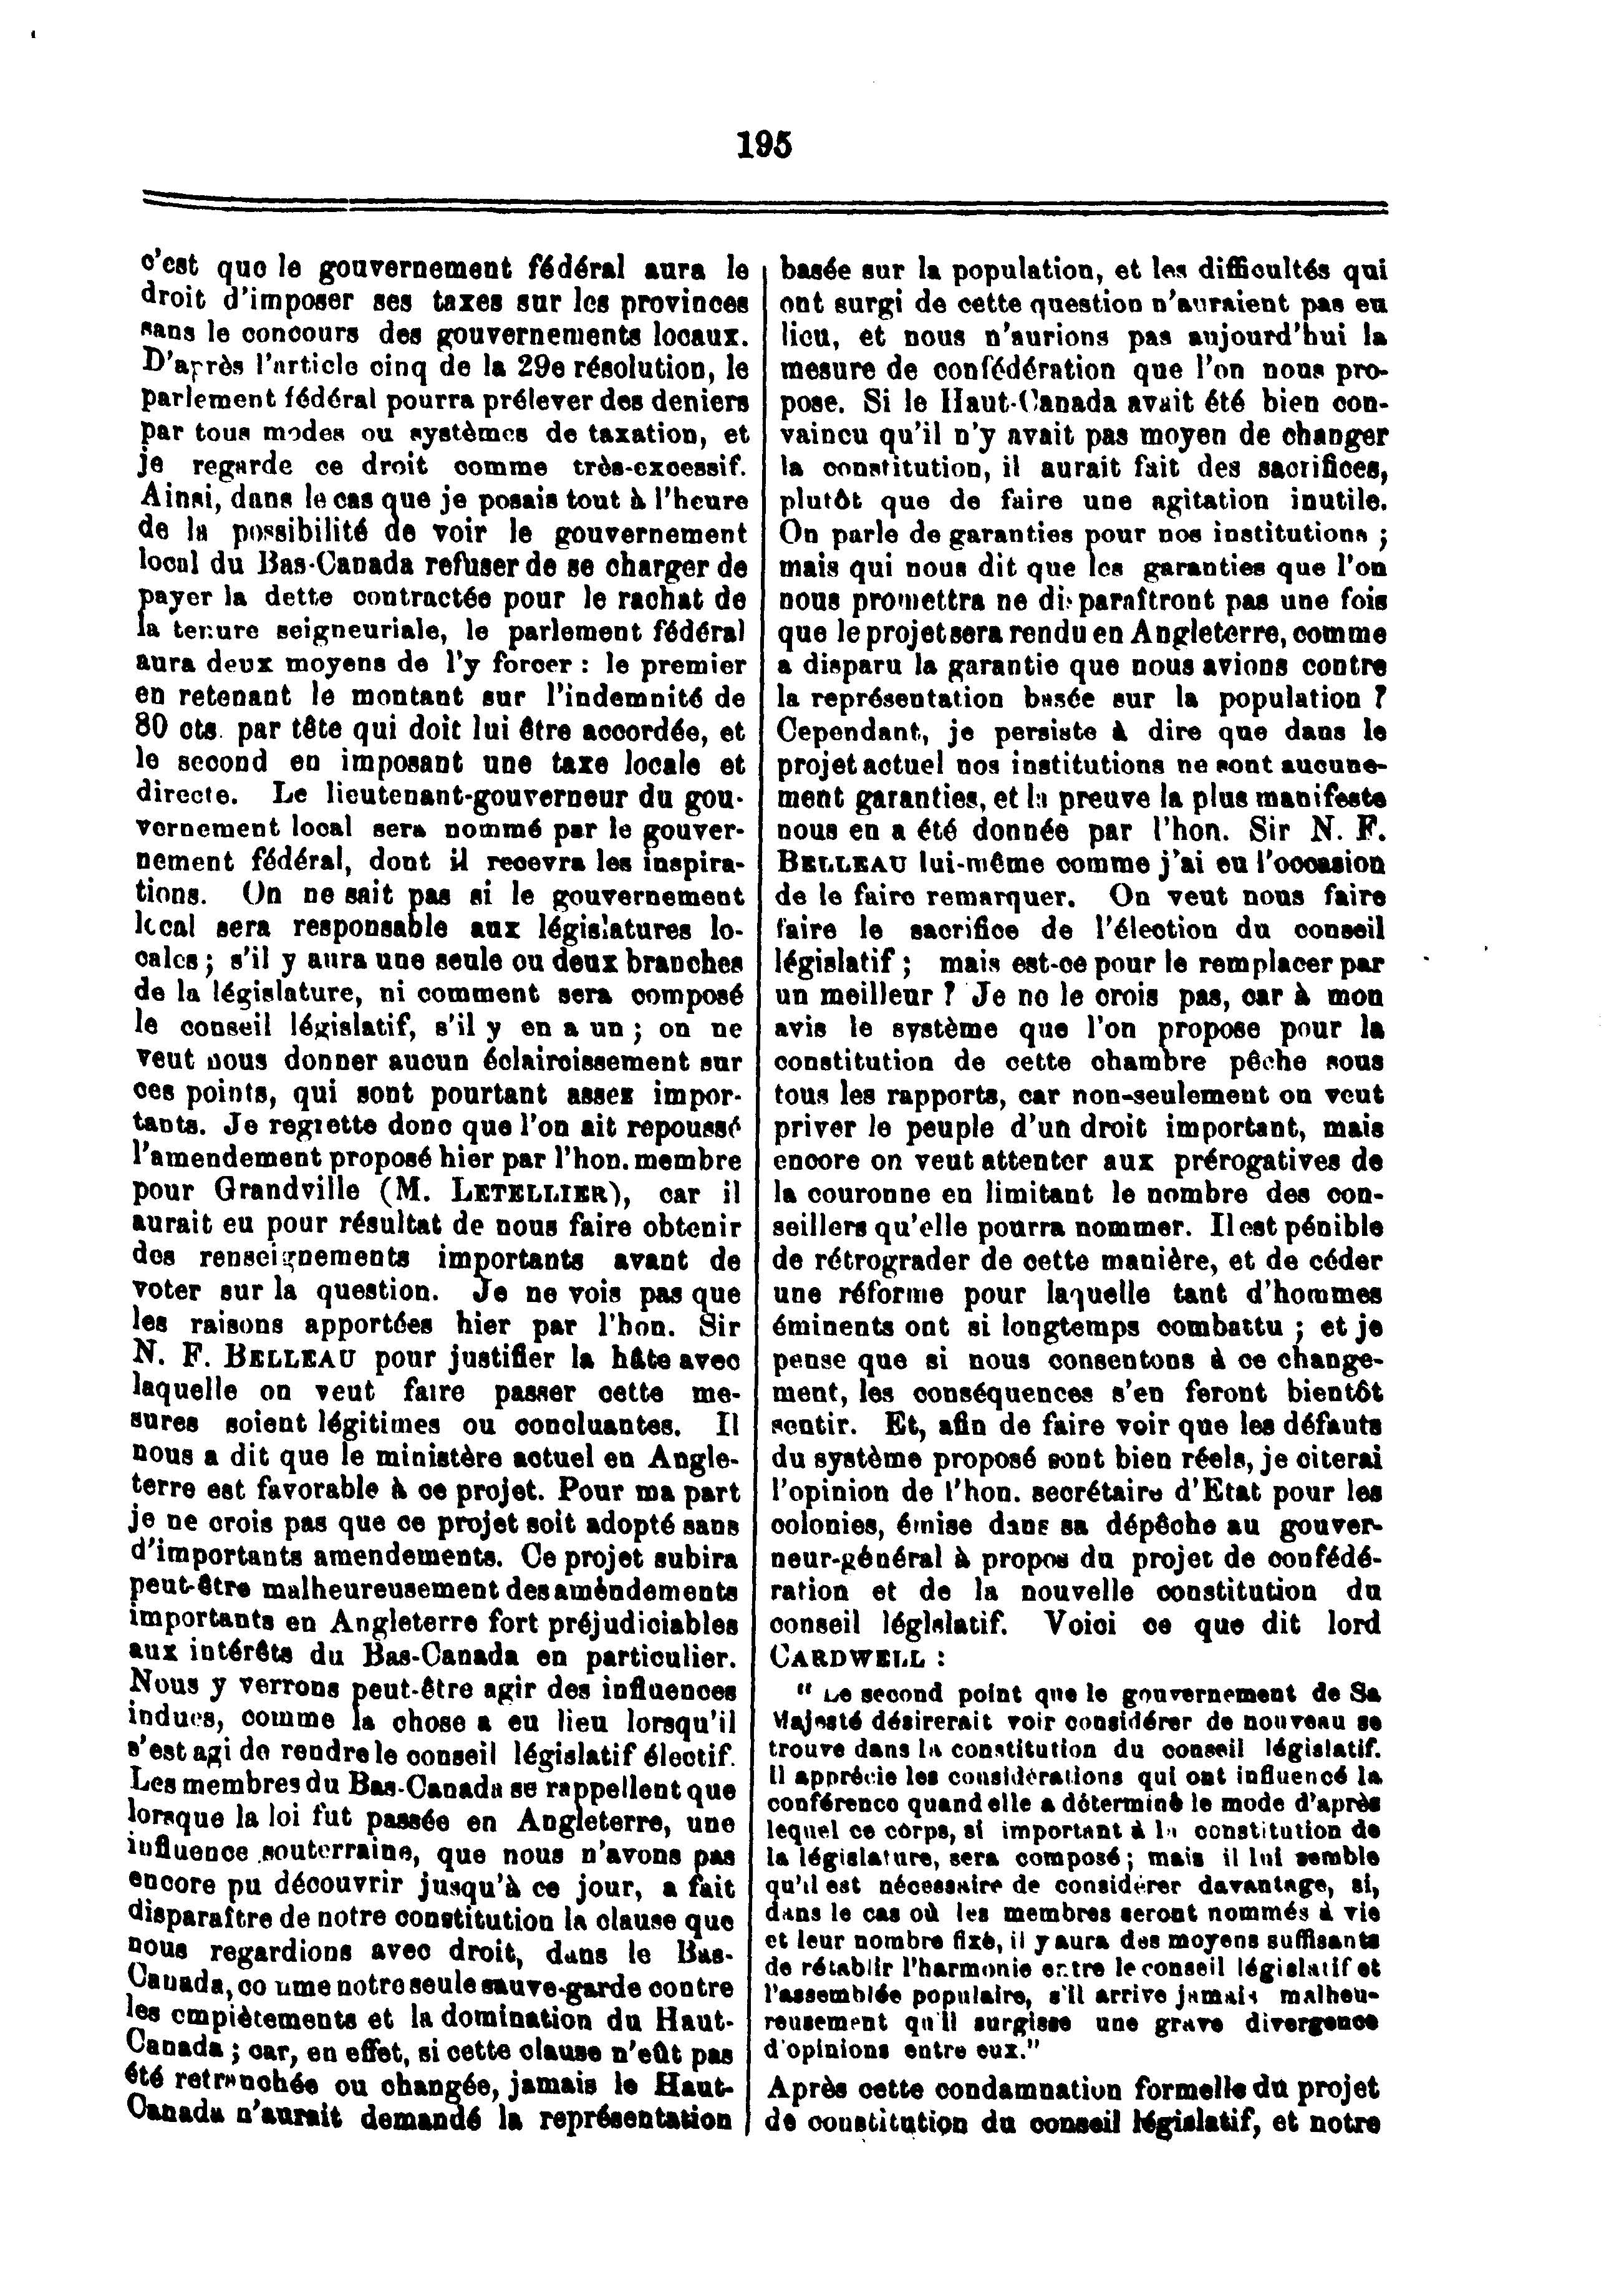 195
c'est que le gouvernement fédéral aura le
droit d'imposer ses taxes sur les provinces
sans le concours des gouvernements locaux.
D'après l'article cinq de la 29e résolution, le
parlement fédéral pourra prélever des deniers
par tous modes ou systèmes de taxation, et
je regarde ce droit comme très-excessif.
Ainsi, dans le cas que je posais tout à l'heure
de la possibilité de voir le gouvernement
local du Bas-Canada refuser de se charger de
payer la dette contractée pour le rachat de
la tenure seigneuriale, le parlement fédéral
aura deux moyens de l'y forcer : le premier
en retenant le montant sur l'indemnité de
80 cts. par tête qui doit lui être accordée, et
le second en imposant une taxe locale et
directe. Le lieutenant-gouverneur du gou-
vernement local sera nommé par le gouver-
nement fédéral, dont il recevra les inspira-
tions. On ne sait pas si le gouvernement
local sera responsable aux législatures lo-
cales ; s'il y aura une seule ou deux branches
de la législature, ni comment sera composé
le conseil législatif, s'il y en a un ; on ne
veut nous donner aucun éclaircissement sur
ces points, qui sont pourtant assez impor-
tants. Je regrette donc que l'on ait repoussé
l'amendement proposé hier par l'hon. membre
pour Grandville (M. LETELLIER), car il
aurait eu pour résultat de nous faire obtenir
des renseignements importants avant de
voter sur la question. Je ne vois pas que
les raisons apportées hier par l'hon. Sir
N. F. BELLEAU pour justifier la hâte avec
laquelle on veut faire passer cette me-
sures soient légitimes ou concluantes. Il
nous a dit que le ministère actuel en Angle-
terre est favorable à ce projet. Pour ma part
je ne crois pas que ce projet soit adopté sans
d'importants amendements. Ce projet subira
peut-être malheureusement des amèndements
importants en Angleterre fort préjudiciables
aux intérêts du Bas-Canada en particulier.
Nous y verrons peut-être agir des influences
indues, comme la chose a eu lieu lorsqu'il
s'est agi de rendre le conseil législatif électif.
Les membres du Bas-Canada se rappellent que
lorsque la loi fut passée en Angleterre, une
influence souterraine, que nous n'avons pas
encore pu découvrir jusqu'à ce jour, a fait
disparaître de notre constitution la clause que
nous regardions avec droit, dans le Bas-
Canada, comme notre seule sauve-garde contre
les empiètements et la domination du Haut-
Canada ; car, en effet, si cette clause n'eût pas
été retranchée ou changée, jamais le Haut-
Canada n'aurait demandé la représentation
basée sur la population, et les difficultés qui
ont surgi de cette question n'auraient pas eu
lieu, et nous n'aurions pas aujourd'hui la
mesure de confédération que l'on nous pro-
pose. Si le Haut-Canada avait été bien con-
vaincu qu'il n'y avait pas moyen de changer
la constitution, il aurait fait des sacrifices,
plutôt que de faire une agitation inutile.
On parle de garanties pour nos institutions ;
mais qui nous dit que les garanties que l'on
nous promettra ne disparaîtront pas une fois
que le projet sera rendu en Angleterre, comme
a disparu la garantie que nous avions contre
la représentation basée sur la population ?
Cependant, je persiste à dire que dans le
projet actuel nos institutions ne sont aucune-
ment garanties, et la preuve la plus manifeste
nous en a été donnée par l'hon. Sir N. F.
BELLEAU lui-même comme j'ai eu l'occasion
de le faire remarquer. On veut nous faire
faire le sacrifice de l'élection du conseil
législatif ; mais est-ce pour le remplacer par
un meilleur ? Je ne le crois pas, car à mon
avis le système que l'on propose pour la
constitution de cette chambre pêche sous
tous les rapports, car non-seulement on veut
priver le peuple d'un droit important, mais
encore on veut attenter aux prérogatives de
la couronne en limitant le nombre des con-
seillers qu'elle pourra nommer. Il est pénible
de rétrograder de cette manière, et de céder
une réforme pour laquelle tant d'hommes
éminents ont si longtemps combattu ; et je
pense que si nous consentons à ce change-
ment, les conséquences s'en feront bientôt
sentir. Et, afin de faire voir que les défauts
du système proposé sont bien réels, je citerai
l'opinion de l'hon. secrétaire d'Etat pour les
colonies, émise dans sa dépêche au gouver-
neur-général à propos du projet de confédé-
ration et de la nouvelle constitution du
conseil législatif. Voici ce que dit lord
CARDWELL :
" Le second point que le gouvernement de Sa
Majesté désirerait voir considérer de nouveau se
trouve dans la constitution du conseil législatif.
Il apprécie les considérations qui ont influencé la
conférence quand elle a déterminé le mode d'après
lequel ce corps, si important à la constitution de
la législature, sera composé ; mais il lui semble
qu'il est nécessaire de considérer davantage, si,
dans le cas où les membres seront nommés à vie
et leur nombre fixé, il y aura des moyens suffisants
de rétablir l'harmonie entre le conseil législatif et
l'assemblée populaire, s'il arrive jamais malheu-
reusement qu'il surgisse une grave divergence
d'opinions entre eux."
Après cette condamnation formelle du projet
de constitution du conseil législatif, et notre